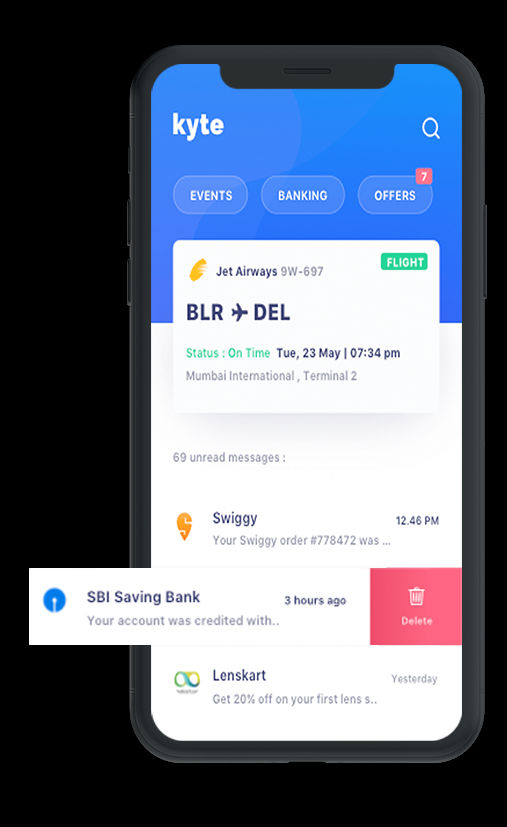 kyte
7
EVENTS BANKING OFFERS
Jet Airways 9W-697 FLIGHT
BLR ✈ DEL
Status : On Time Tue, 23 May | 07:34 pm
Mumbai International , Terminal 2
69 unread messages :
Swiggy 12.46 PM
Your Swiggy order #778472 was ...
SBI Saving Bank 3 hours ago
Your account was credited with..
Delete
Lenskart Yesterday
Get 20% off on your first lens s..